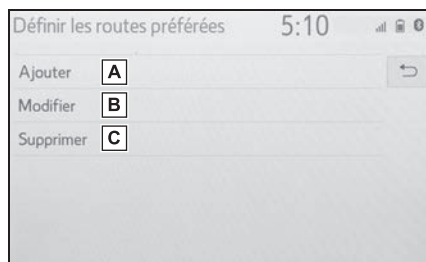 Définir les routes préférées 5:10
Ajouter A
Modifier B
Supprimer C